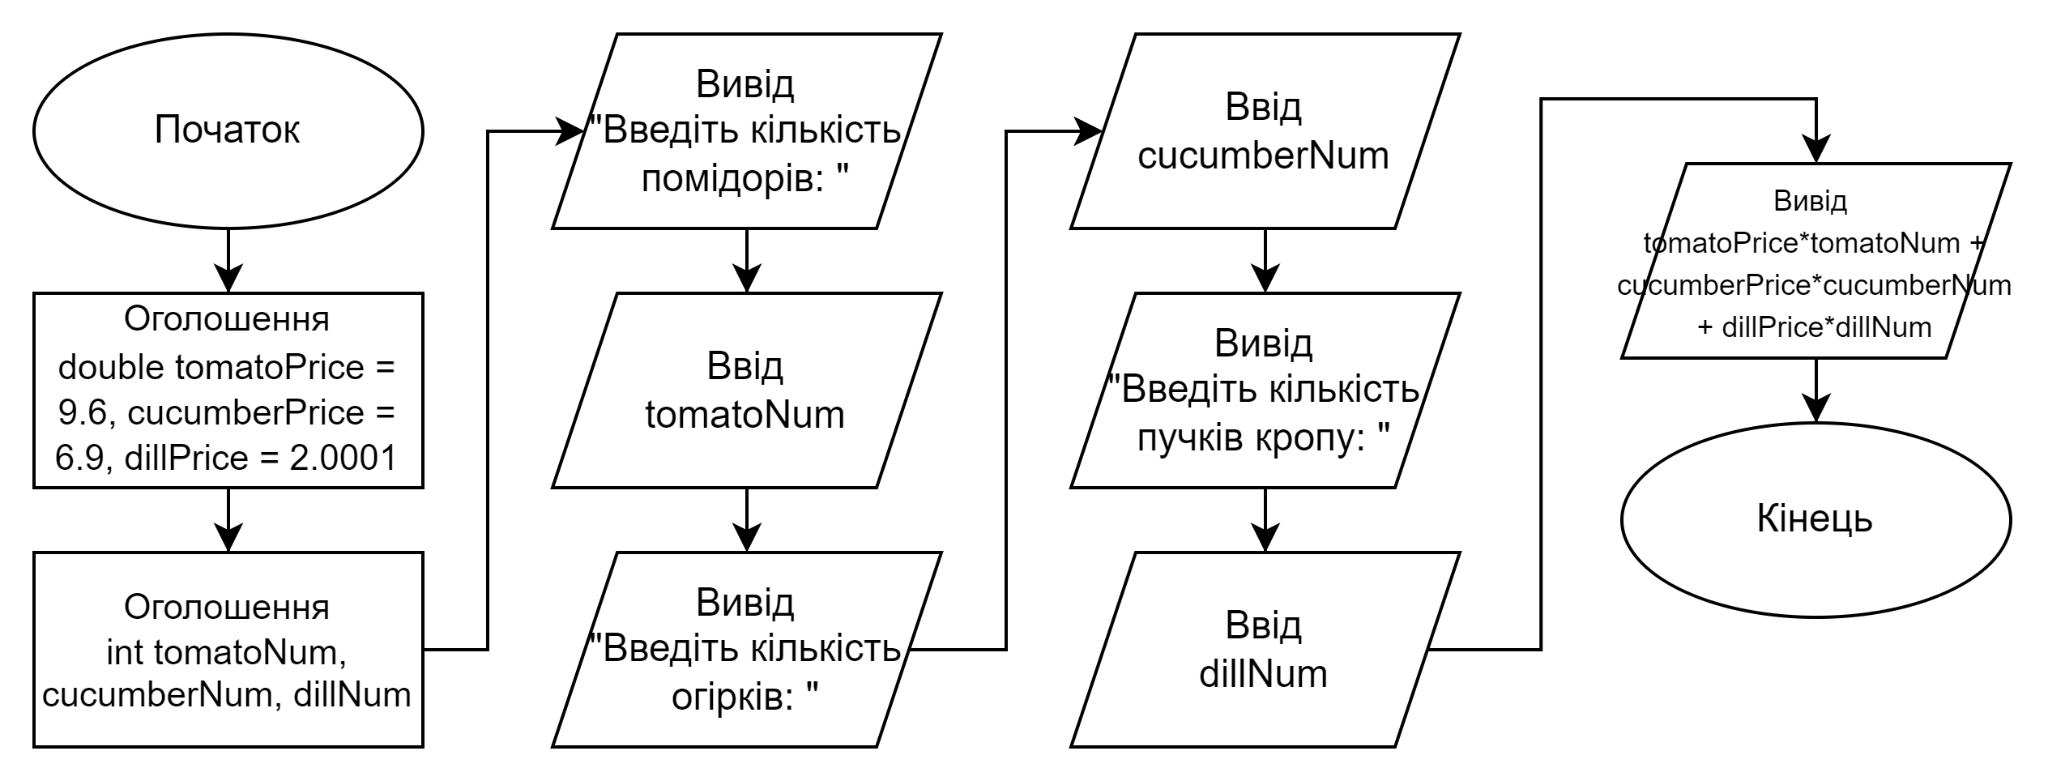 Початок
Оголошення
double tomatoPrice =
9.6, cucumberPrice =
6.9, dillPrice = 2.0001
Оголошення
int tomatoNum,
cucumberNum, dillNum
Вивід
"Введіть кількість
помідорів: "
Ввід
tomatoNum
Вивід
"Введіть кількість
огірків: "
Ввід
cucumberNum
Вивід
"Введіть кількість
пучків кропу: "
Ввід
dillNum
Вивід
tomatoPrice*tomatoNum +
cucumberPrice*cucumberNum
+ dillPrice*dillNum
Кінець